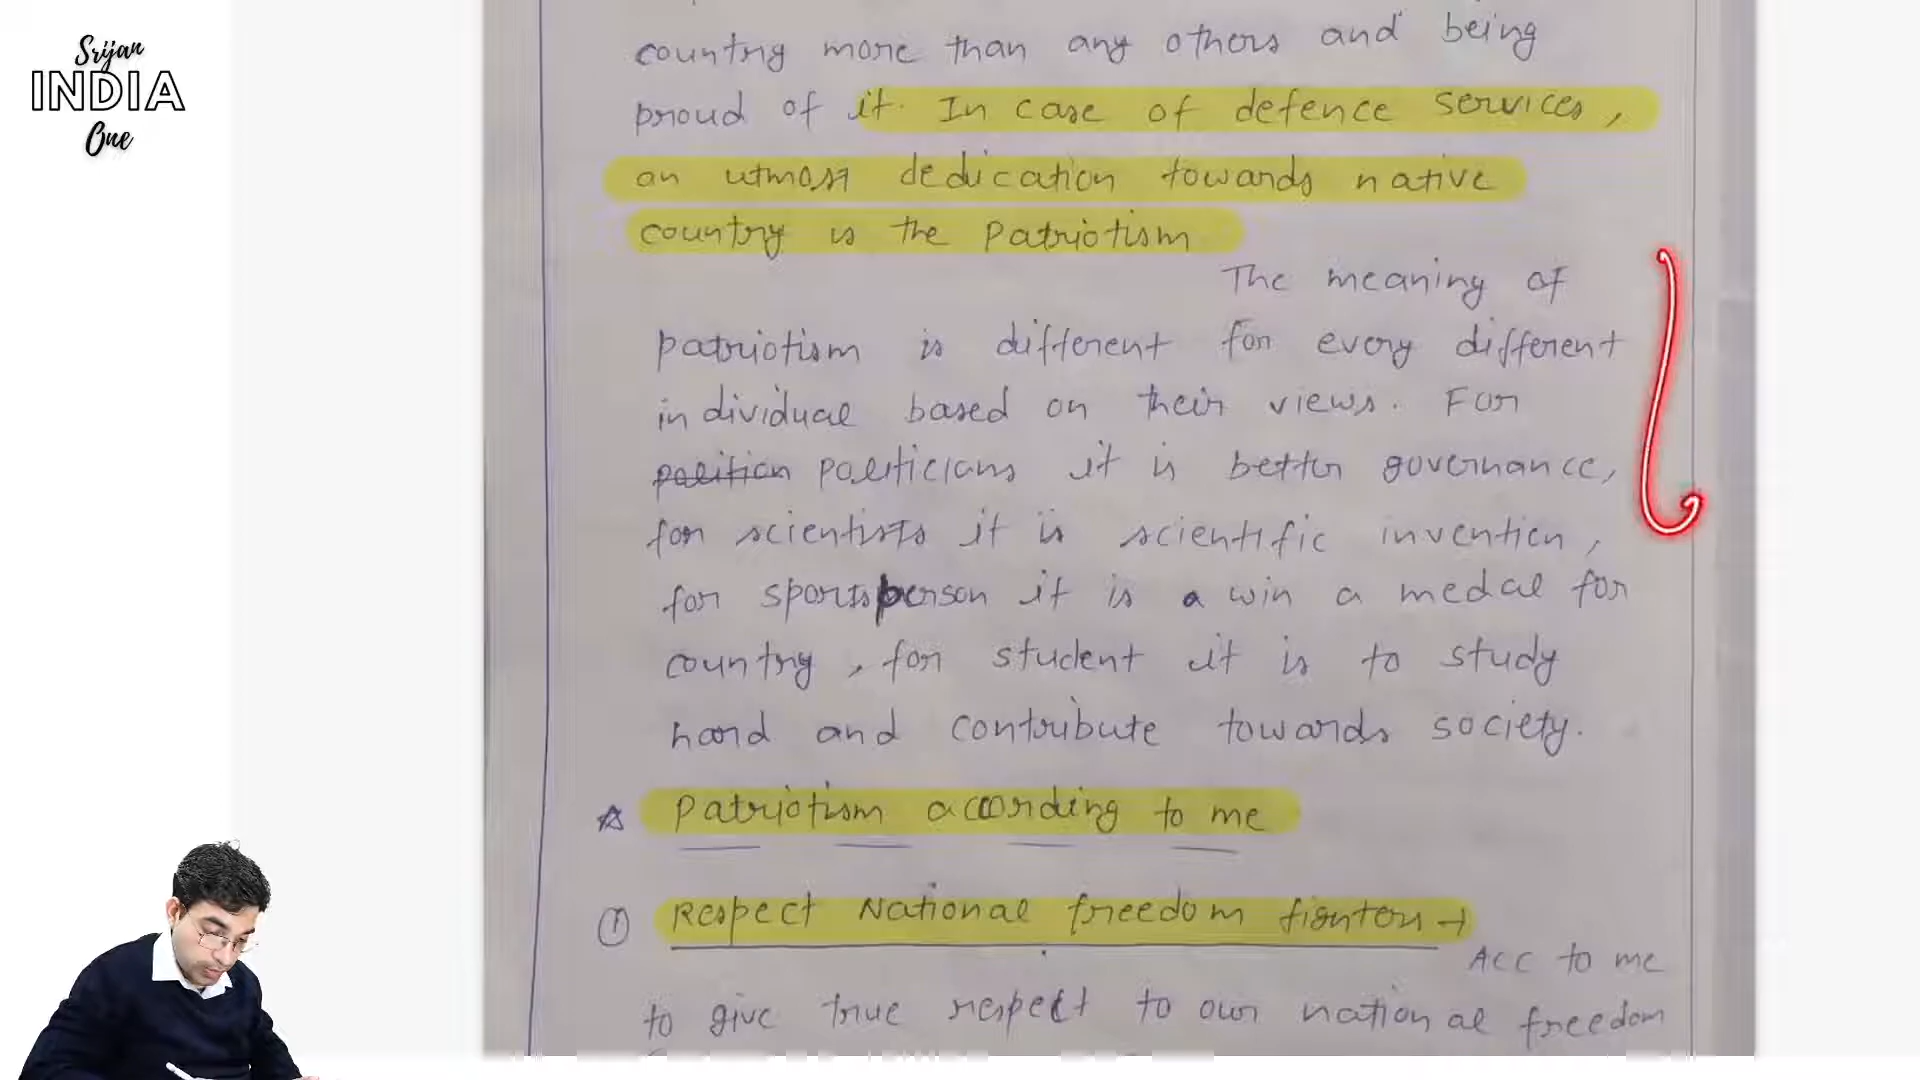 Srijan
INDIA
One
country more than any others and being
proud of it. In case of defence services,
an utmost dedication towards native
country is the Patriotism
The meaning of
patriotism is different for every different
individual based on their views. For
polition politicians it is better governance,
for scientists it is scientific invention,
for sportsperson it is a win a medal for
country, for student it is to study
hard and contribute towards society.
Patriotism according to me
1 Respect National freedom fighters →
Acc to me
to give true respect to our national freedom